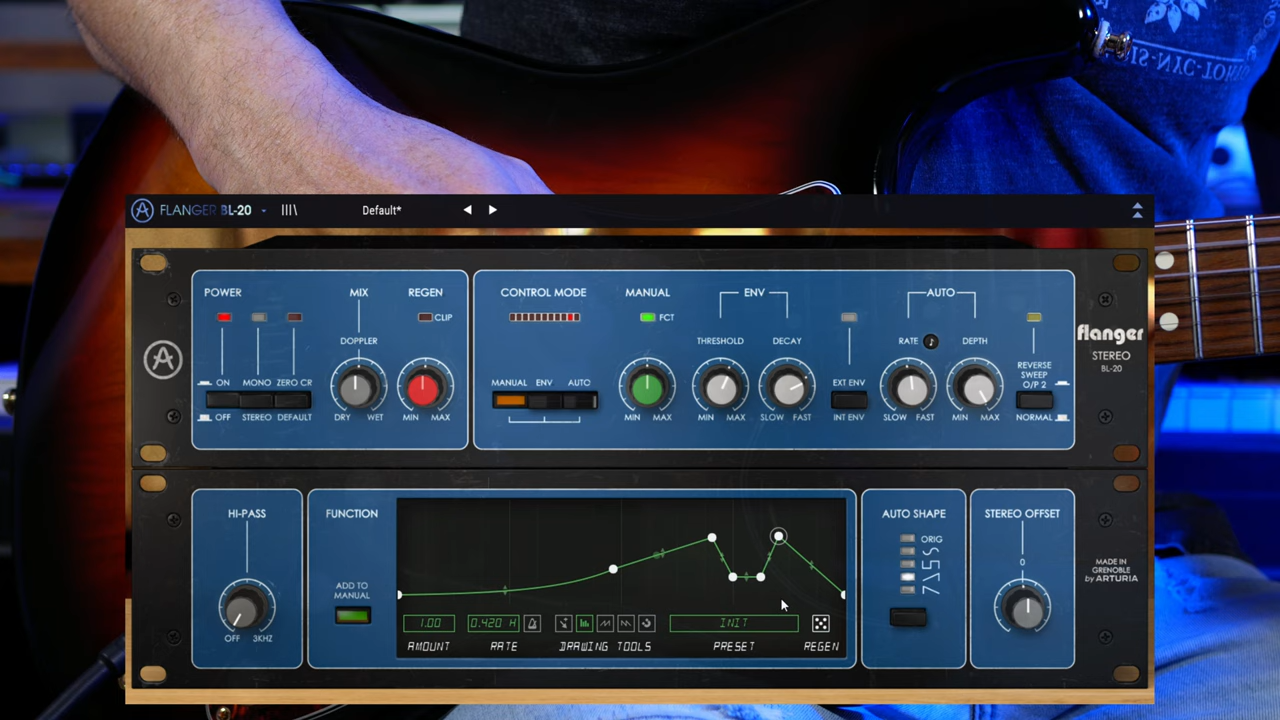 FLANGER BL-20
Default*
POWER
MIX
REGEN
CLIP
DOPPLER
ON
MONO
ZERO CR
OFF
STEREO
DEFAULT
DRY
WET
MIN
MAX
CONTROL MODE
MANUAL
ENV
AUTO
FCT
THRESHOLD
DECAY
RATE
DEPTH
MANUAL
ENV
AUTO
MIN
MAX
MIN
MAX
SLOW
FAST
EXT ENV
INT ENV
SLOW
FAST
MIN
MAX
REVERSE
SWEEP
O/P 2
NORMAL
flanger
STEREO
BL-20
HI-PASS
OFF
3KHZ
FUNCTION
ADD TO
MANUAL
1.00
0.420 H
INIT
AMOUNT
RATE
DRAWING TOOLS
PRESET
REGEN
AUTO SHAPE
ORIG
STEREO OFFSET
0
MADE IN
GRENOBLE
by ARTURIA